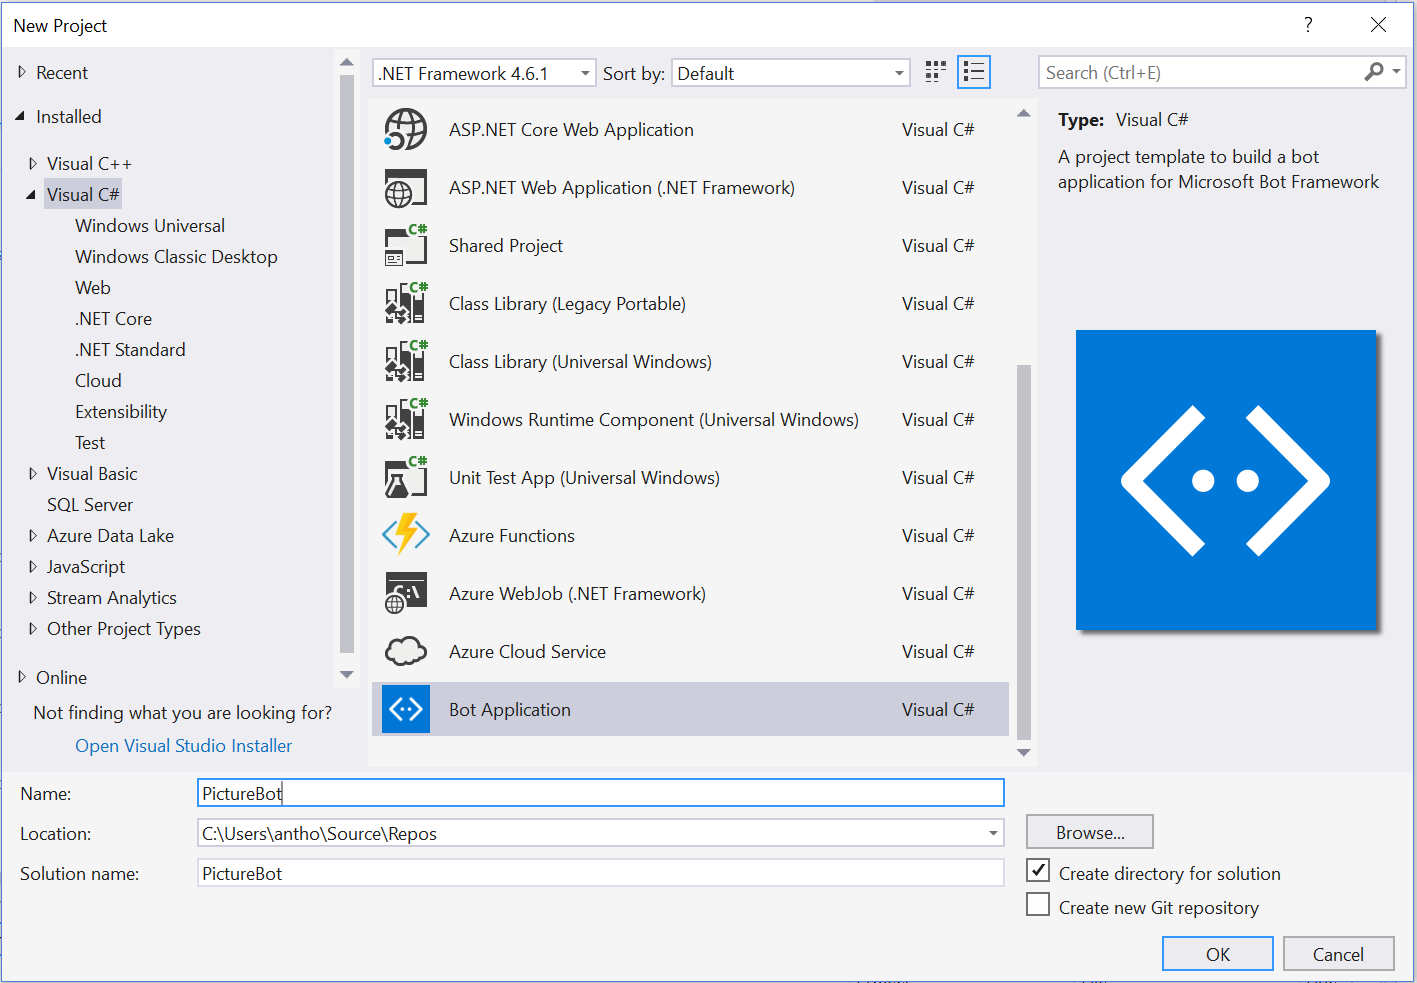 New Project
?
Recent
Installed
Visual C++
Visual C#
Windows Universal
Windows Classic Desktop
Web
.NET Core
.NET Standard
Cloud
Extensibility
Test
Visual Basic
SQL Server
Azure Data Lake
JavaScript
Stream Analytics
Other Project Types
Online
Not finding what you are looking for?
Open Visual Studio Installer
.NET Framework 4.6.1
Sort by: Default
ASP.NET Core Web Application Visual C#
ASP.NET Web Application (.NET Framework) Visual C#
C#
Shared Project Visual C#
C#
Class Library (Legacy Portable) Visual C#
C#
Class Library (Universal Windows) Visual C#
C#
Windows Runtime Component (Universal Windows) Visual C#
C#
Unit Test App (Universal Windows) Visual C#
Azure Functions Visual C#
C:\
Azure WebJob (.NET Framework) Visual C#
Azure Cloud Service Visual C#
Bot Application Visual C#
Search (Ctrl+E)
Type: Visual C#
A project template to build a bot
application for Microsoft Bot Framework
Name: PictureBot
Location: C:\Users\antho\Source\Repos
Browse...
Solution name: PictureBot
Create directory for solution
Create new Git repository
OK
Cancel